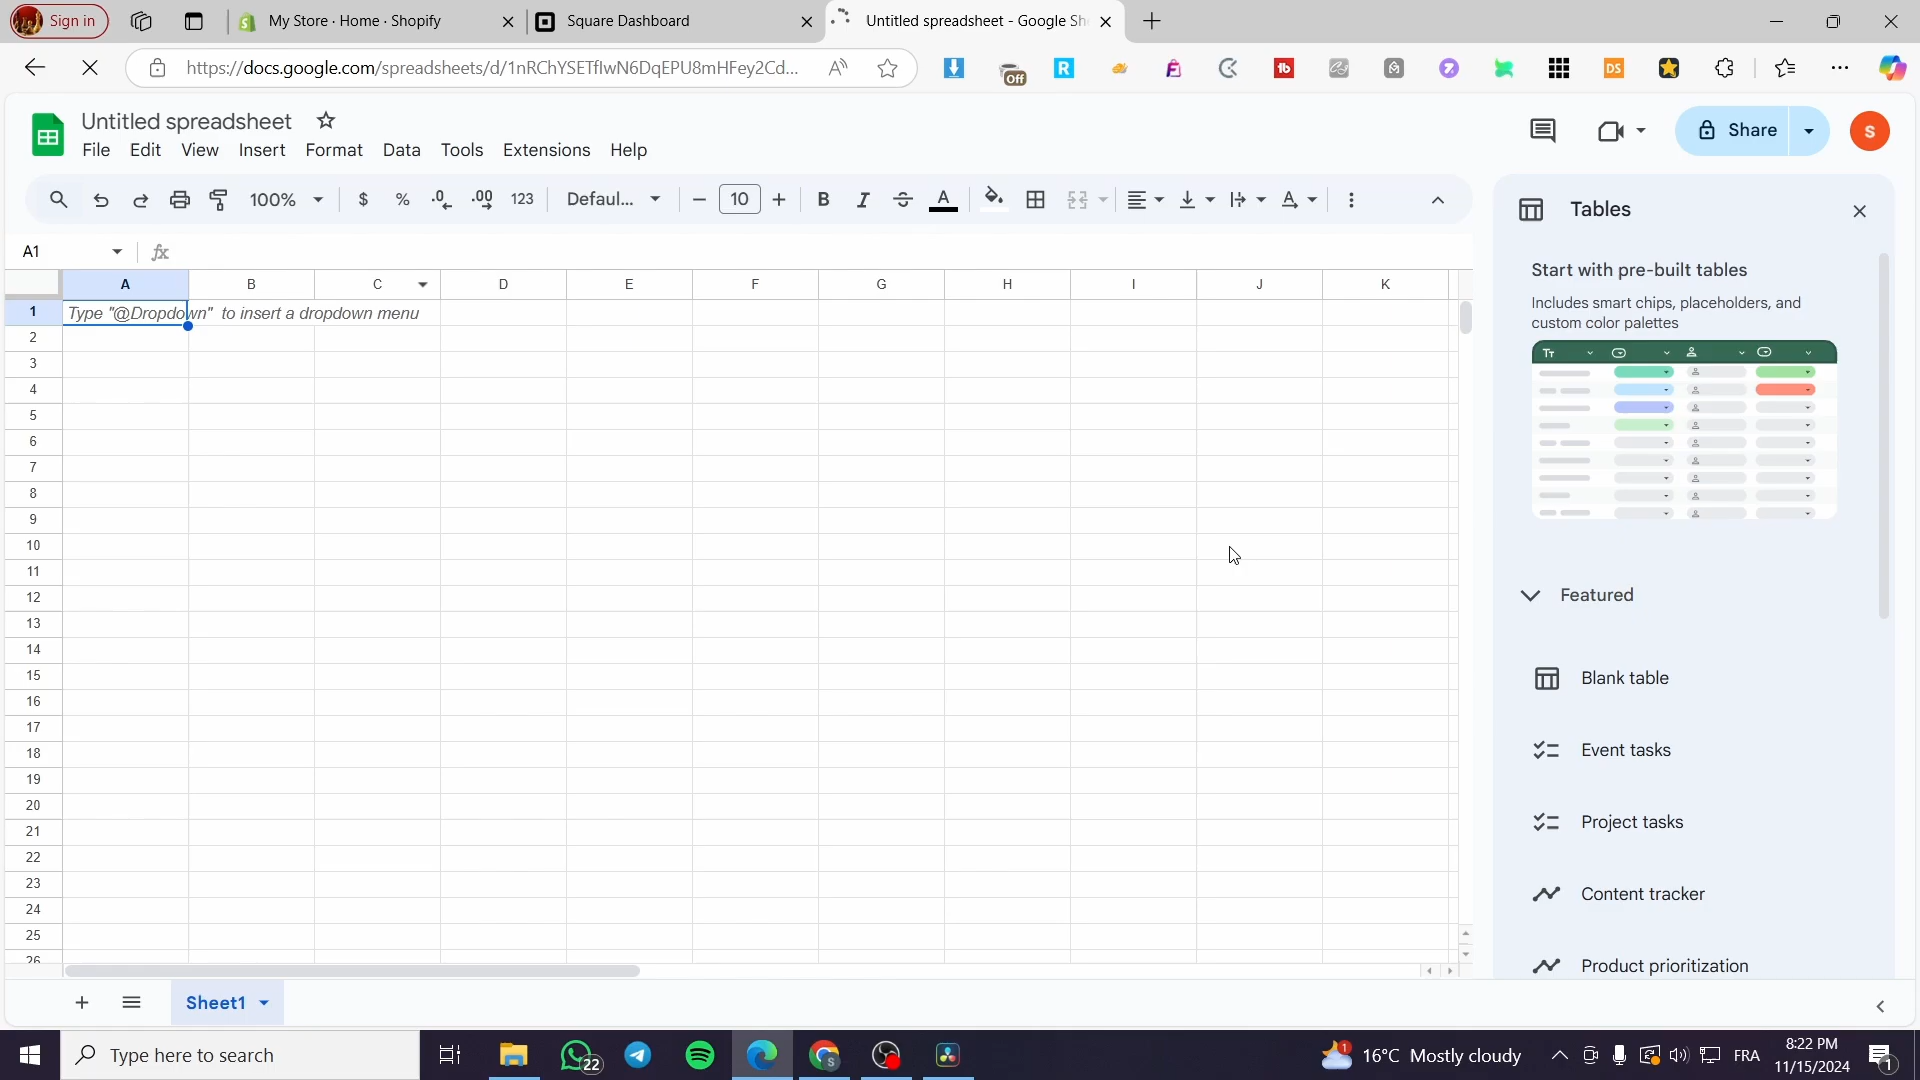 Sign in
My Store · Home · Shopify
Square Dashboard
Untitled spreadsheet - Google Sh
https://docs.google.com/spreadsheets/d/1nRChYSETflwN6DqEPU8mHFey2Cd...
Off
Untitled spreadsheet
File Edit View Insert Format Data Tools Extensions Help
Share
S
100% $ % .0 .00 123 Defaul... 10 B I S A
A1
fx
A B C D E F G H I J K
1 Type "@Dropdown" to insert a dropdown menu
2
3
4
5
6
7
8
9
10
11
12
13
14
15
16
17
18
19
20
21
22
23
24
25
26
Tables
Start with pre-built tables
Includes smart chips, placeholders, and
custom color palettes
Featured
Blank table
Event tasks
Project tasks
Content tracker
Product prioritization
Sheet1
Type here to search
22
1
16°C Mostly cloudy
FRA
8:22 PM
11/15/2024
1